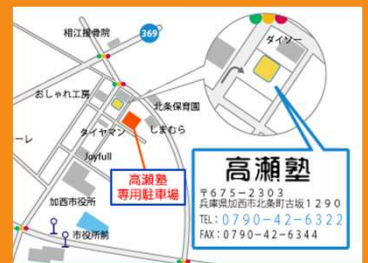 相江接骨院
369
ダイソー
おしゃれ工房
北条保育園
しまむら
タイヤマン
ーレ
Joyfull
高瀬塾
専用駐車場
加西市役所
市役所前
高瀬塾
〒675-2303
兵庫県加西市北条町古坂1290
TEL:0790-42-6322
FAX:0790-42-6344